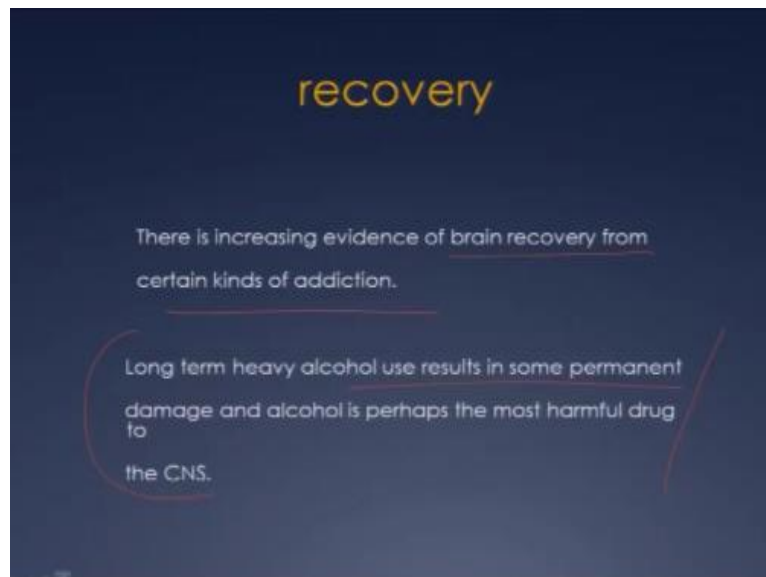 recovery
There is increasing evidence of brain recovery from
certain kinds of addiction.
Long term heavy alcohol use results in some permanent
damage and alcohol is perhaps the most harmful drug
to
the CNS.